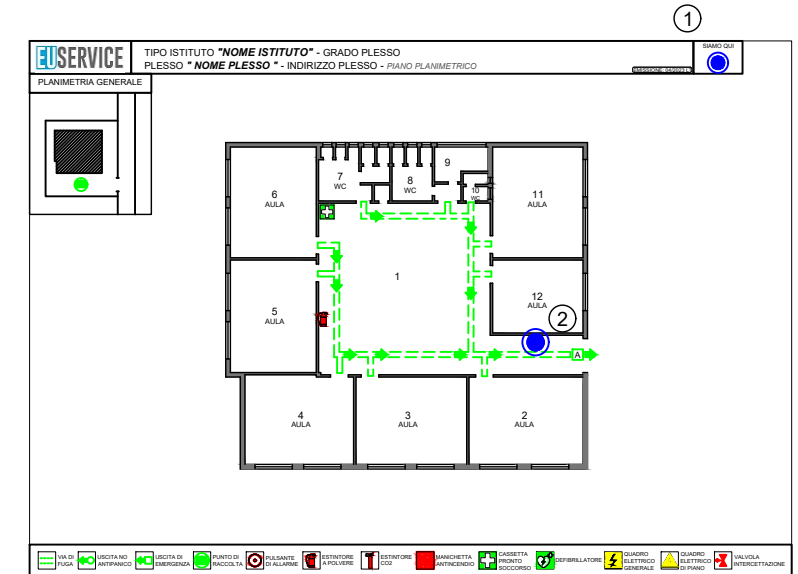 1
EUSERVICE
TIPO ISTITUTO "NOME ISTITUTO" - GRADO PLESSO
PLESSO " NOME PLESSO " - INDIRIZZO PLESSO - PIANO PLANIMETRICO
SIAMO QUI
PLANIMETRIA GENERALE
7
WC
8
WC
9
10
WC
6
AULA
11
AULA
1
12
AULA
5
AULA
2
A
4
AULA
3
AULA
2
AULA
VIA DI
FUGA
USCITA NO
ANTIPANICO
USCITA DI
EMERGENZA
PUNTO DI
RACCOLTA
PULSANTE
DI ALLARME
ESTINTORE
A POLVERE
ESTINTORE
CO2
MANICHETTA
ANTINCENDIO
CASSETTA
PRONTO
SOCCORSO
DEFIBRILLATORE
QUADRO
ELETTRICO
GENERALE
QUADRO
ELETTRICO
DI PIANO
VALVOLA
INTERCETTAZIONE